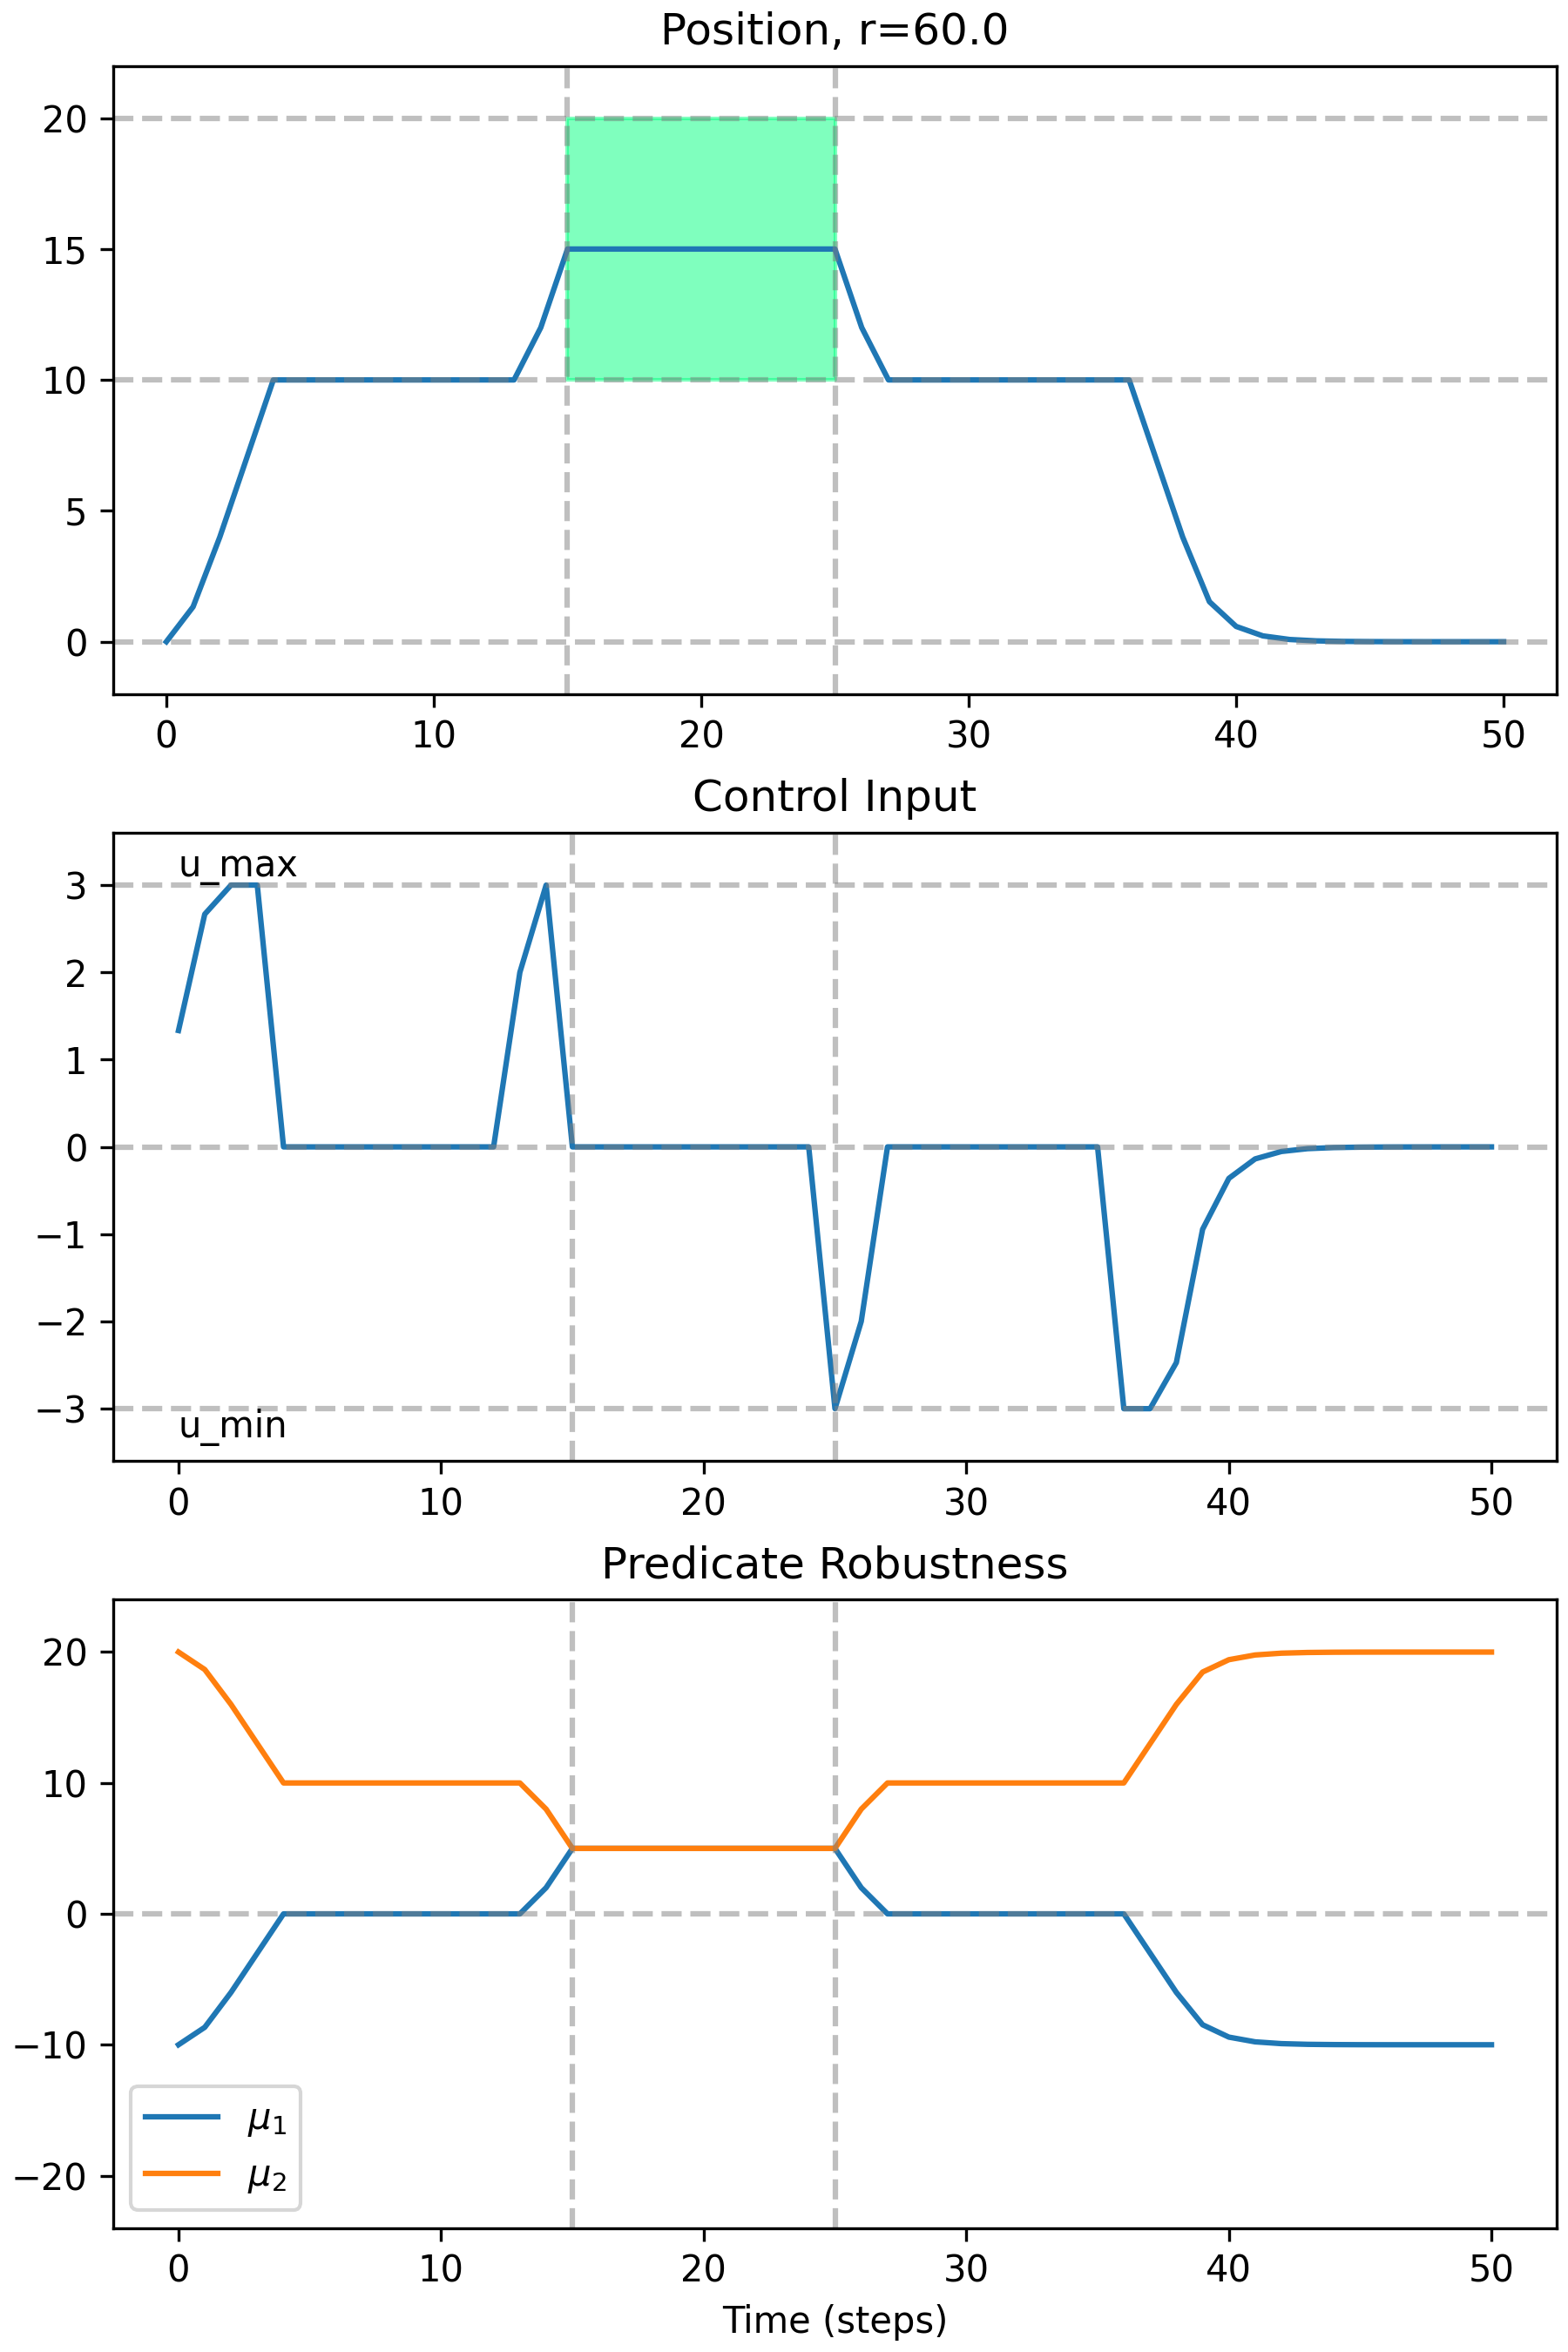 Position, r=60.0
20
15
10
5
0
0 10 20 30 40 50
Control Input
u_max
3
2
1
0
−1
−2
−3
u_min
0 10 20 30 40 50
Predicate Robustness
20
10
0
−10
−20
μ₁
μ₂
0 10 20 30 40 50
Time (steps)